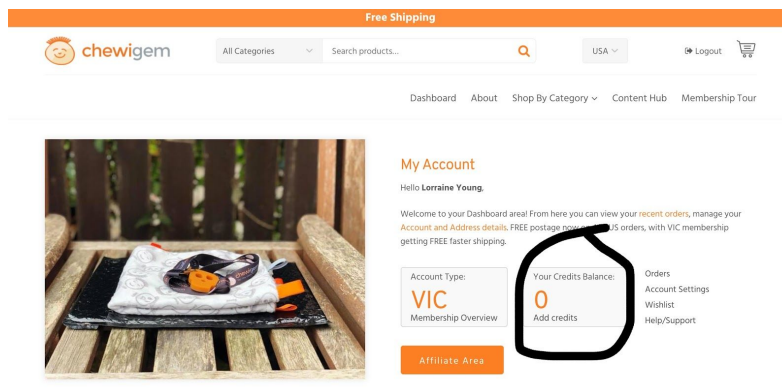 Free Shipping
chewigem
All Categories
Search products...
USA
Logout
Dashboard About Shop By Category Content Hub Membership Tour
My Account
Hello Lorraine Young,
Welcome to your Dashboard area! From here you can view your recent orders, manage your
Account and Address details. FREE postage now US orders, with VIC membership
getting FREE faster shipping.
Account Type:
VIC
Membership Overview
Your Credits Balance:
0
Add credits
Orders
Account Settings
Wishlist
Help/Support
Affiliate Area